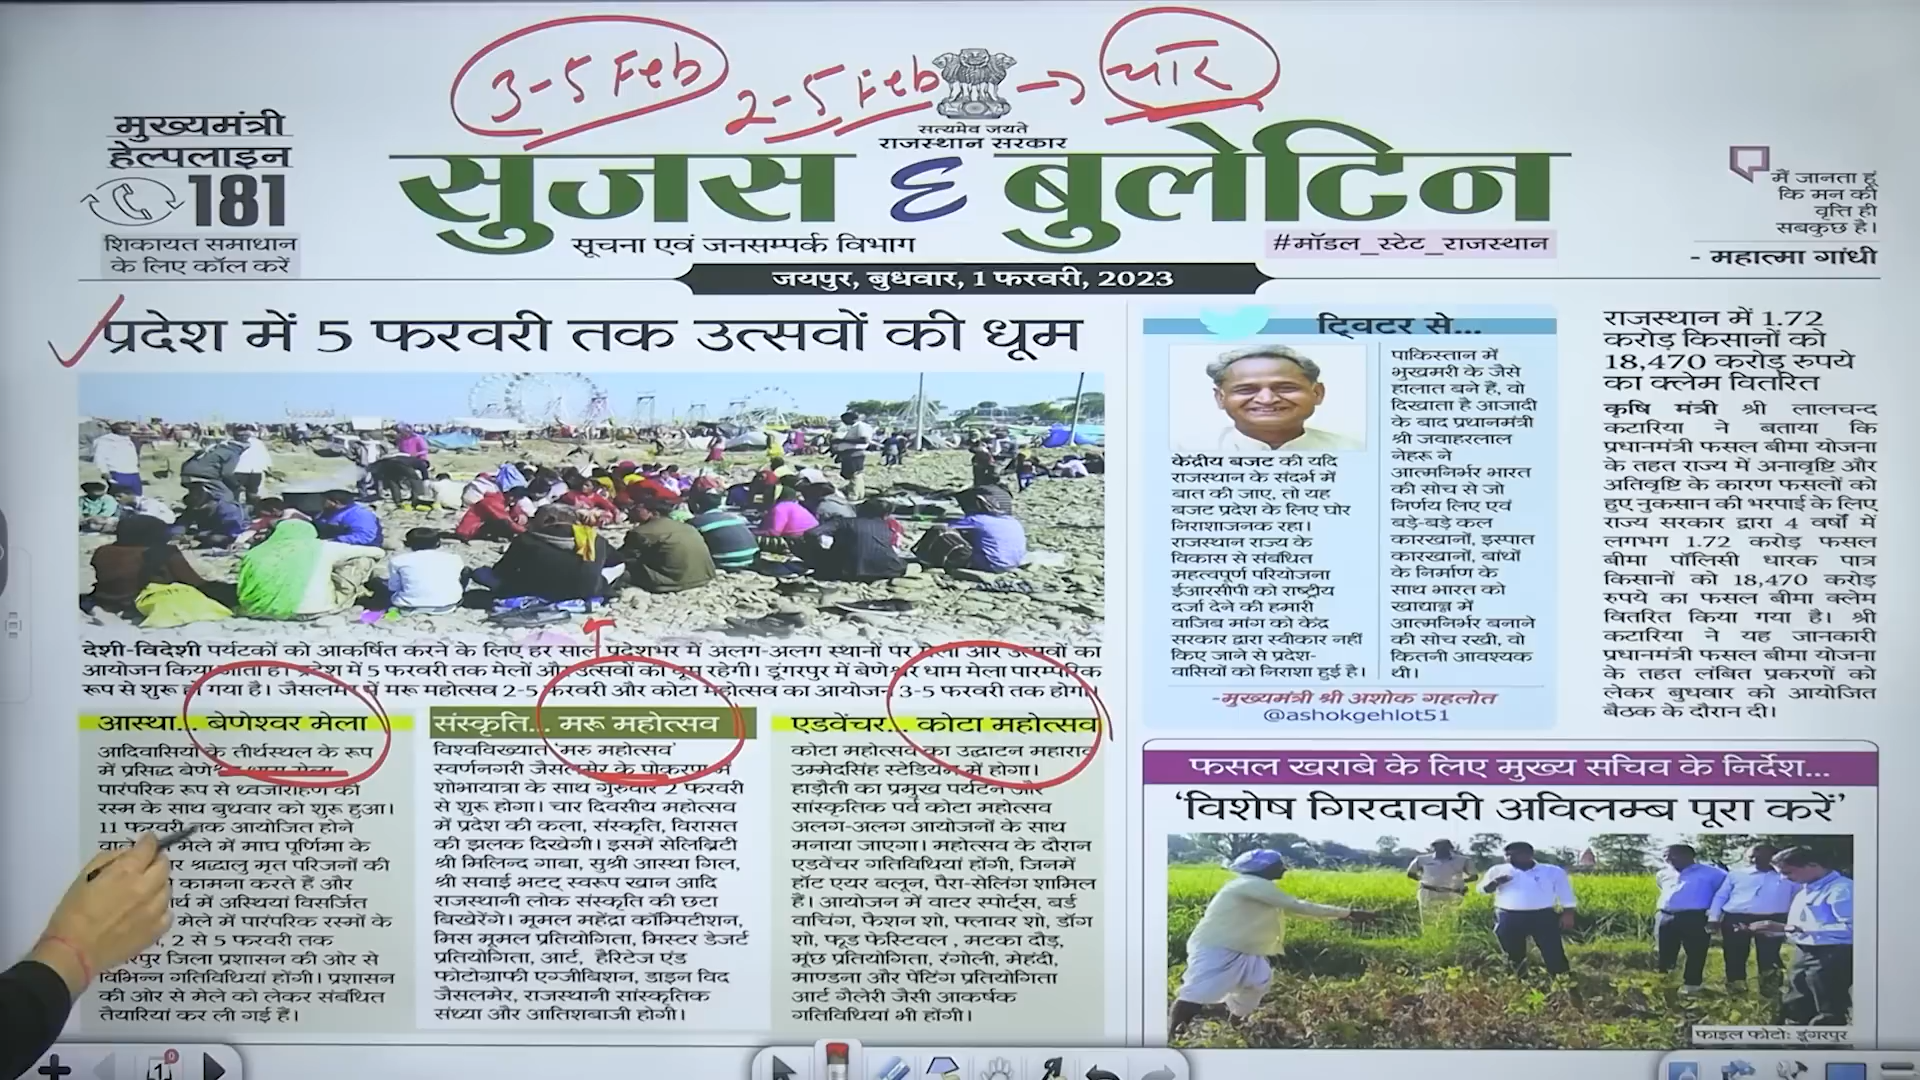 3-5 Feb
2-5 Feb → चार
सत्यमेव जयते
राजस्थान सरकार
मुख्यमंत्री
हेल्पलाइन
181
शिकायत समाधान
के लिए कॉल करें
सुजस ६ बुलेटिन
सूचना एवं जनसम्पर्क विभाग
#मॉडल_स्टेट_राजस्थान
जयपुर, बुधवार, 1 फरवरी, 2023
मैं जानता हूं
कि मन की
वृत्ति ही
सबकुछ है।
- महात्मा गांधी
प्रदेश में 5 फरवरी तक उत्सवों की धूम
देशी-विदेशी पर्यटकों को आकर्षित करने के लिए हर साल प्रदेशभर में अलग-अलग स्थानों पर मेलों और उत्सवों का
आयोजन किया जाता है। प्रदेश में 5 फरवरी तक मेलों और उत्सवों की धूम रहेगी। डूंगरपुर में बेणेश्वर धाम मेला पारम्परिक
रूप से शुरू हो गया है। जैसलमेर में मरू महोत्सव 2-5 फरवरी और कोटा महोत्सव का आयोजन 3-5 फरवरी तक होगा।
आस्था... बेणेश्वर मेला
आदिवासियों के तीर्थस्थल के रूप
में प्रसिद्ध बेणेश्वर धाम मेला
पारंपरिक रूप से ध्वजारोहण की
रस्म के साथ बुधवार को शुरू हुआ।
11 फरवरी तक आयोजित होने
वाले मेले में माघ पूर्णिमा के
श्रद्धालु मृत परिजनों की
कामना करते हैं और
में अस्थियां विसर्जित
मेले में पारंपरिक रस्मों के
2 से 5 फरवरी तक
जिला प्रशासन की ओर से
विभिन्न गतिविधियां होंगी। प्रशासन
की ओर से मेले को लेकर संबंधित
तैयारियां कर ली गई हैं।
संस्कृति... मरू महोत्सव
विश्वविख्यात 'मरु महोत्सव'
स्वर्णनगरी जैसलमेर के पोकरण में
शोभायात्रा के साथ गुरुवार 2 फरवरी
से शुरू होगा। चार दिवसीय महोत्सव
में प्रदेश की कला, संस्कृति, विरासत
की झलक दिखेगी। इसमें सेलिब्रिटी
श्री मिलिन्द गाबा, सुश्री आस्था गिल,
श्री सवाई भटट् स्वरूप खान आदि
राजस्थानी लोक संस्कृति की छटा
बिखेरेंगे। मूमल महेंद्रा कॉम्पिटीशन,
मिस मूमल प्रतियोगिता, मिस्टर डेजर्ट
प्रतियोगिता, आर्ट, हैरिटेज एंड
फोटोग्राफी एग्जीबिशन, डाइन विद
जैसलमेर, राजस्थानी सांस्कृतिक
संध्या और आतिशबाजी होगी।
एडवेंचर... कोटा महोत्सव
कोटा महोत्सव का उद्घाटन महाराव
उम्मेदसिंह स्टेडियम में होगा।
हाड़ौती का प्रमुख पर्यटन और
सांस्कृतिक पर्व कोटा महोत्सव
अलग-अलग आयोजनों के साथ
मनाया जाएगा। महोत्सव के दौरान
एडवेंचर गतिविधियां होंगी, जिनमें
हॉट एयर बलून, पैरा-सेलिंग शामिल
हैं। आयोजन में वाटर स्पोर्ट्स, बर्ड
वाचिंग, फैशन शो, फ्लावर शो, डॉग
शो, फूड फेस्टिवल , मटका दौड़,
मूंछ प्रतियोगिता, रंगोली, मेहंदी,
माण्डना और पेंटिंग प्रतियोगिता
आर्ट गैलेरी जैसी आकर्षक
गतिविधियां भी होंगी।
ट्विटर से...
केंद्रीय बजट की यदि
राजस्थान के संदर्भ में
बात की जाए, तो यह
बजट प्रदेश के लिए घोर
निराशाजनक रहा।
राजस्थान राज्य के
विकास से संबंधित
महत्वपूर्ण परियोजना
ईआरसीपी को राष्ट्रीय
दर्जा देने की हमारी
वाजिब मांग को केंद्र
सरकार द्वारा स्वीकार नहीं
किए जाने से प्रदेश-
वासियों को निराशा हुई है।
पाकिस्तान में
भुखमरी के जैसे
हालात बने हैं, वो
दिखाता है आजादी
के बाद प्रधानमंत्री
श्री जवाहरलाल
नेहरू ने
आत्मनिर्भर भारत
की सोच से जो
निर्णय लिए एवं
बड़े-बड़े कल
कारखानों, इस्पात
कारखानों, बांधों
के निर्माण के
साथ भारत को
खाद्यान्न में
आत्मनिर्भर बनाने
की सोच रखी, वो
कितनी आवश्यक
थी।
-मुख्यमंत्री श्री अशोक गहलोत
@ashokgehlot51
राजस्थान में 1.72
करोड़ किसानों को
18,470 करोड़ रुपये
का क्लेम वितरित
कृषि मंत्री श्री लालचन्द
कटारिया ने बताया कि
प्रधानमंत्री फसल बीमा योजना
के तहत राज्य में अनावृष्टि और
अतिवृष्टि के कारण फसलों को
हुए नुकसान की भरपाई के लिए
राज्य सरकार द्वारा 4 वर्षों में
लगभग 1.72 करोड़ फसल
बीमा पॉलिसी धारक पात्र
किसानों को 18,470 करोड़
रुपये का फसल बीमा क्लेम
वितरित किया गया है। श्री
कटारिया ने यह जानकारी
प्रधानमंत्री फसल बीमा योजना
के तहत लंबित प्रकरणों को
लेकर बुधवार को आयोजित
बैठक के दौरान दी।
फसल खराबे के लिए मुख्य सचिव के निर्देश...
'विशेष गिरदावरी अविलम्ब पूरा करें'
फाइल फोटो: डूंगरपुर